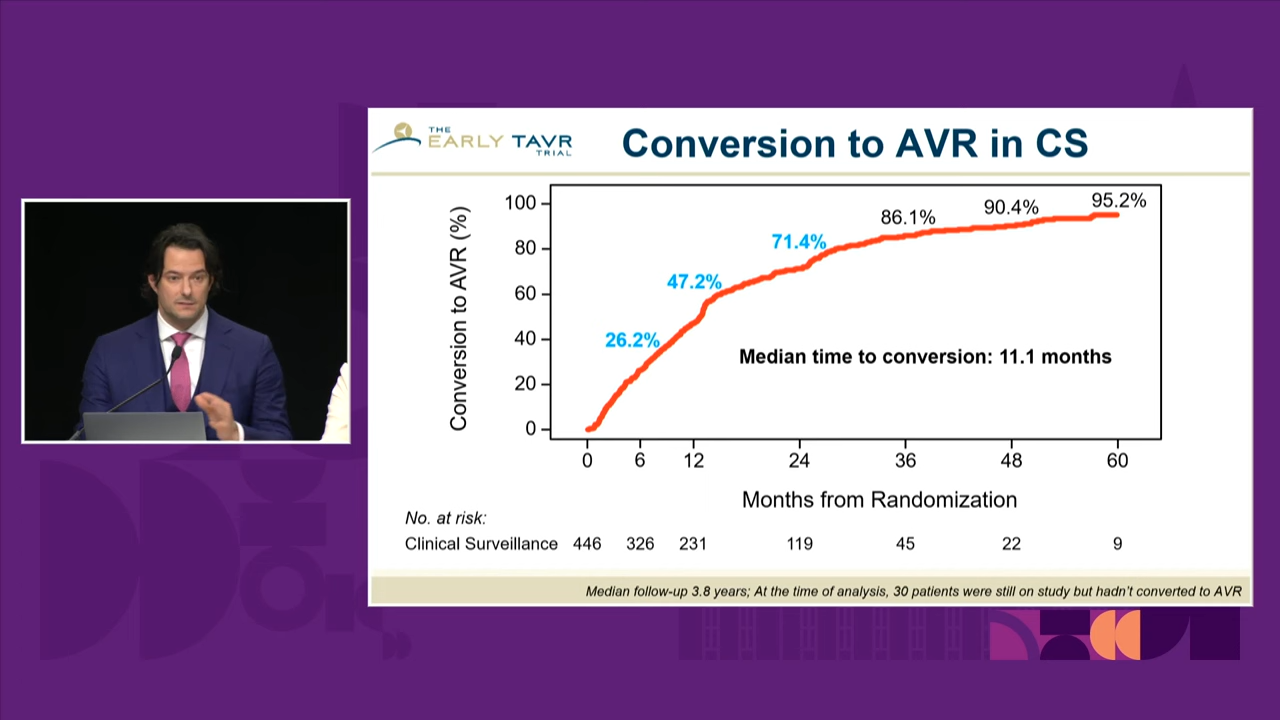 THE
EARLY TAVR
TRIAL
Conversion to AVR in CS
Conversion to AVR (%)
100
80
60
40
20
0
26.2%
47.2%
71.4%
86.1%
90.4%
95.2%
Median time to conversion: 11.1 months
0 6 12 24 36 48 60
Months from Randomization
No. at risk:
Clinical Surveillance 446 326 231 119 45 22 9
Median follow-up 3.8 years; At the time of analysis, 30 patients were still on study but hadn't converted to AVR